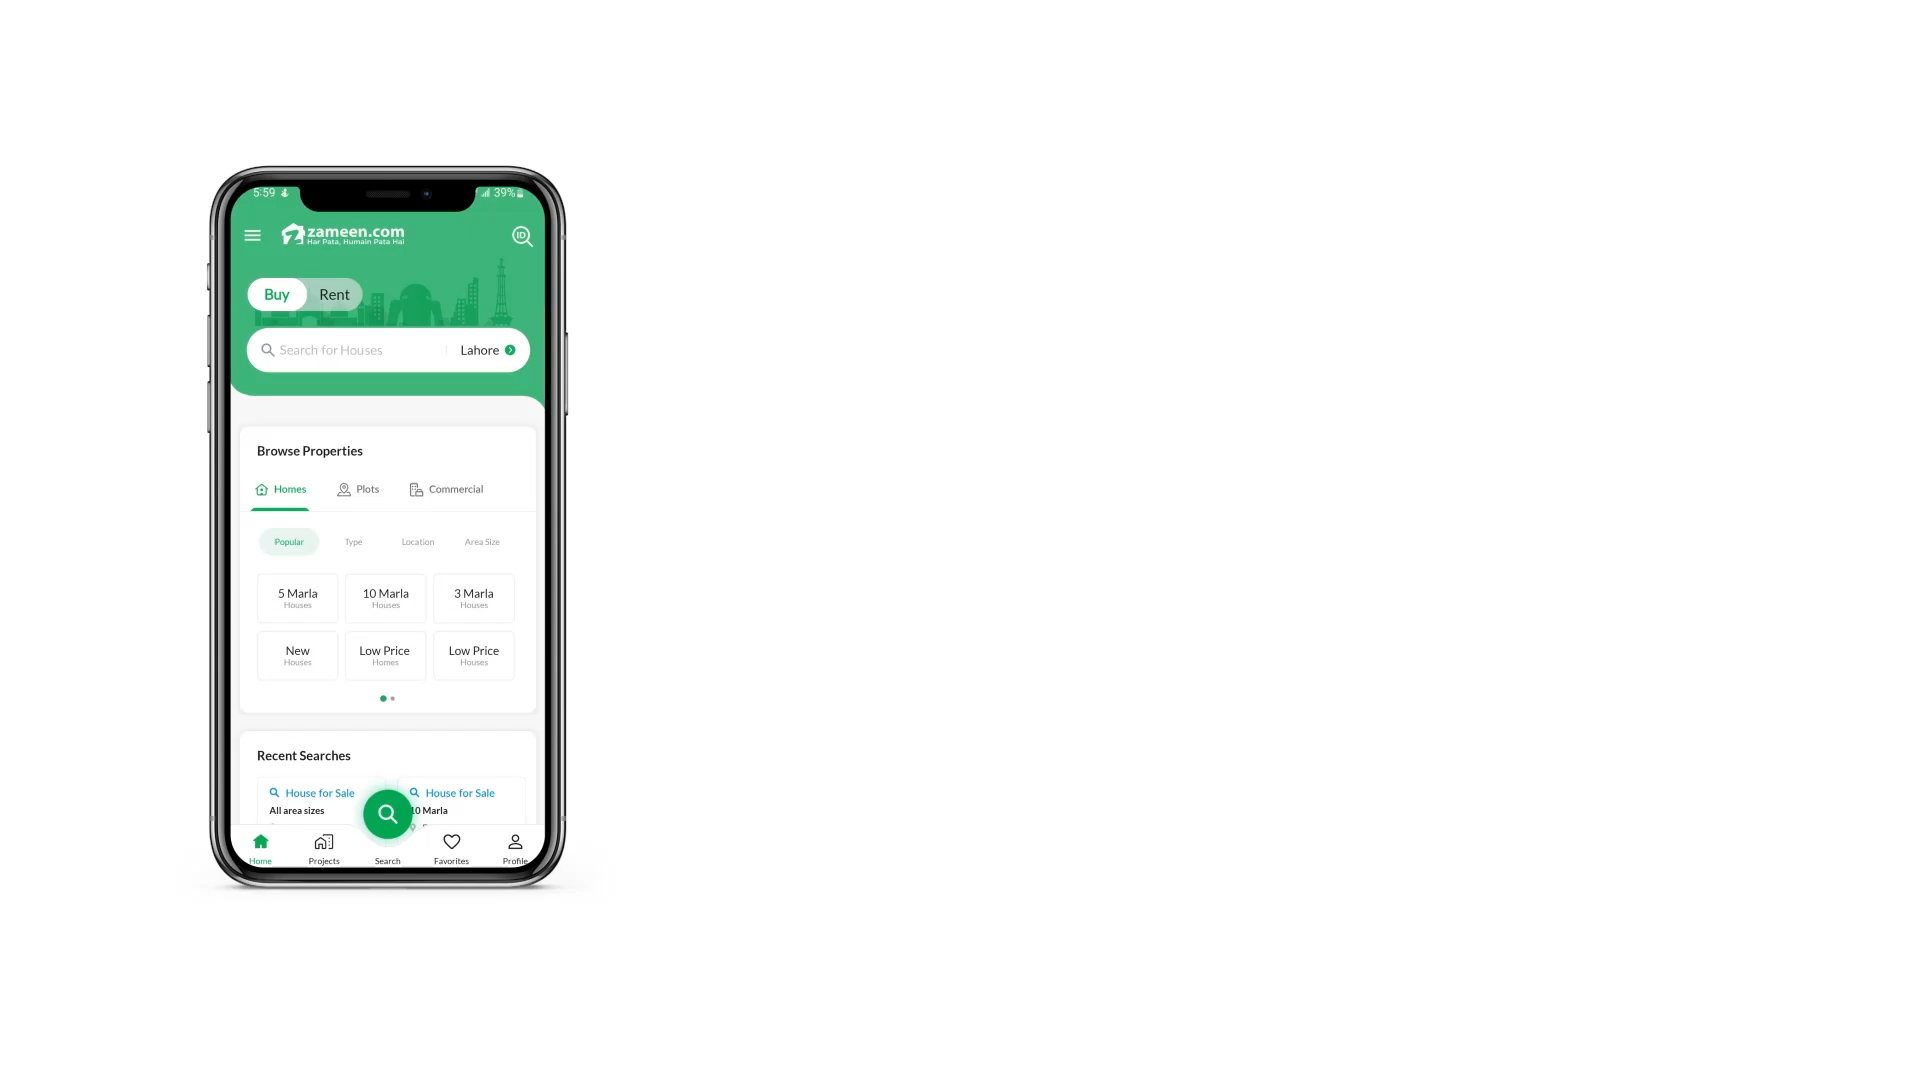 5:59
39%
zameen.com
Har Pata, Humain Pata Hai
ID
Buy Rent
Search for Houses Lahore
Browse Properties
Homes Plots Commercial
Popular Type Location Area Size
5 Marla 10 Marla 3 Marla
Houses Houses Houses
New Low Price Low Price
Houses Homes Houses
Recent Searches
House for Sale House for Sale
All area sizes 10 Marla
Home Projects Search Favorites Profile